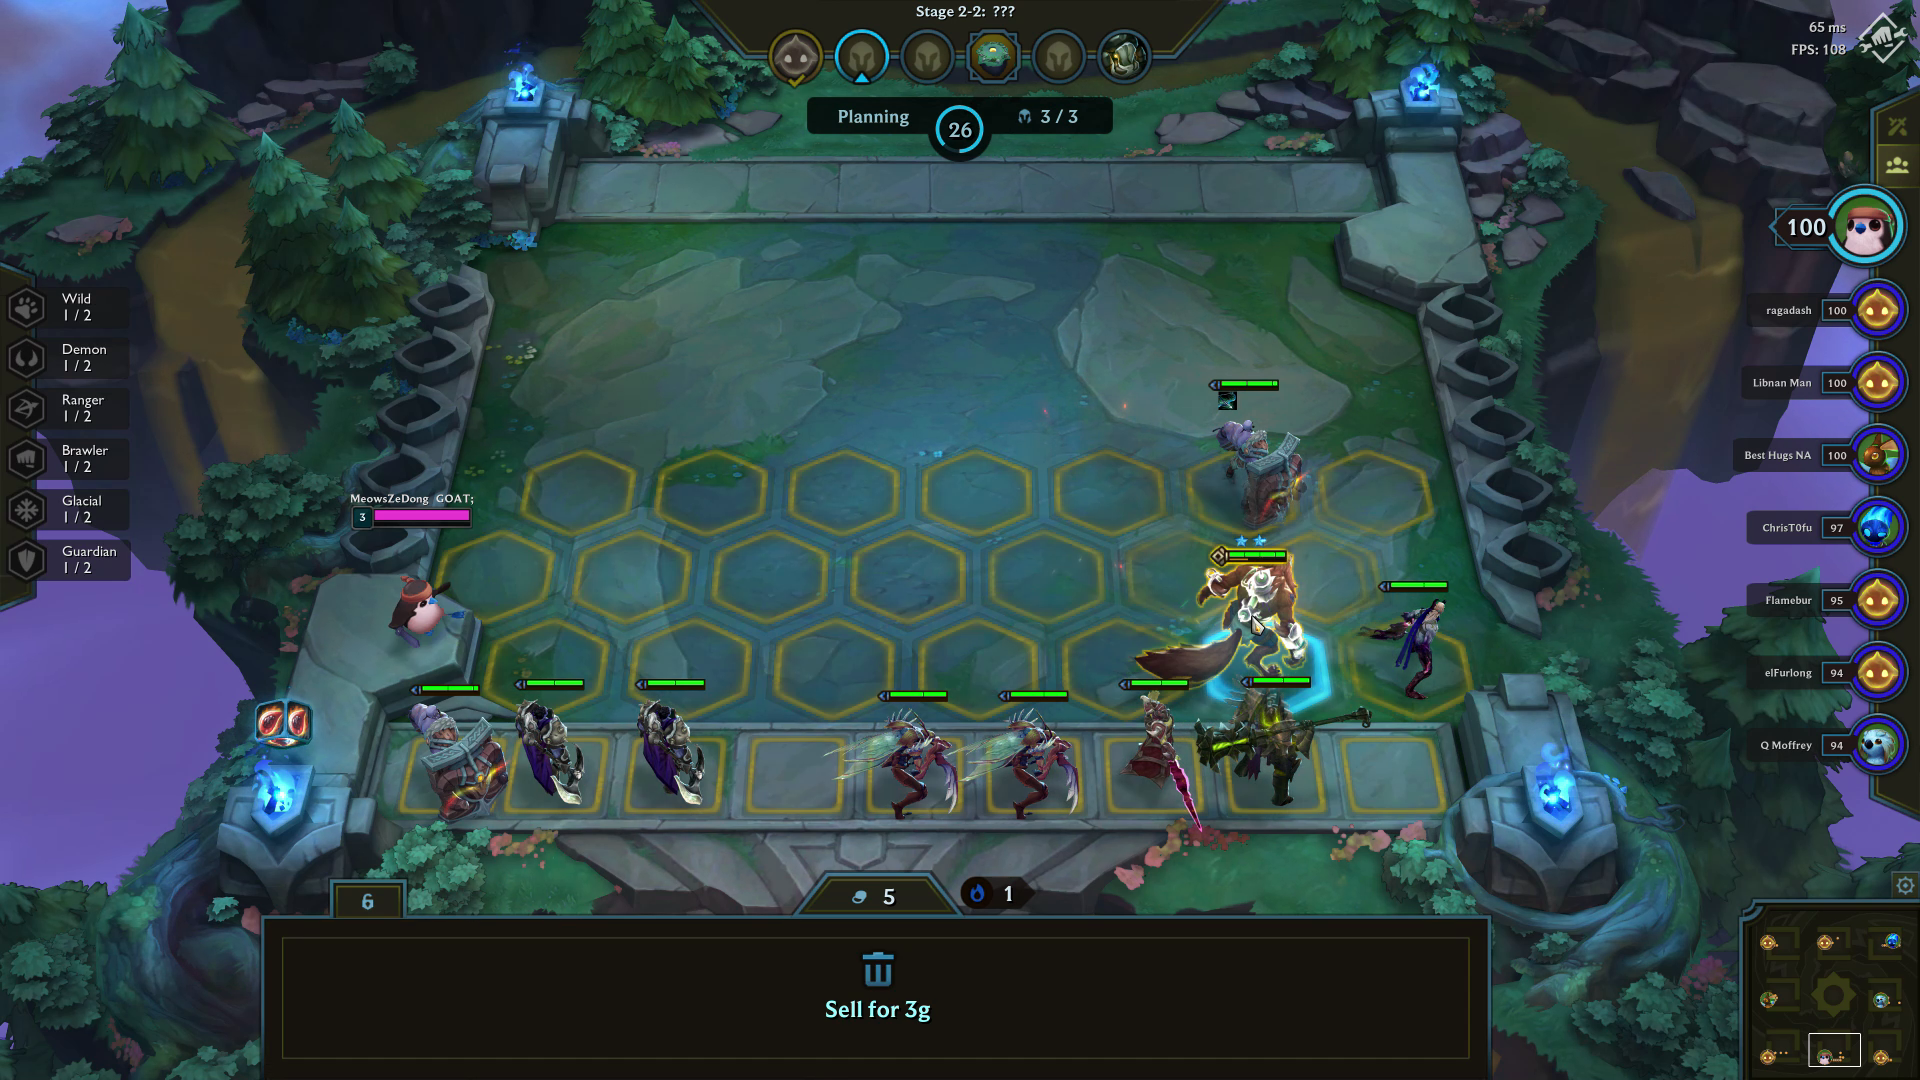 Stage 2-2: ???
65 ms
FPS: 108
Planning
26
3 / 3
100
ragadash 100
Libnan Man 100
Best Hugs NA 100
ChrisT0fu 97
Flamebur 95
elFurlong 94
Q Moffrey 94
Wild
1 / 2
Demon
1 / 2
Ranger
1 / 2
Brawler
1 / 2
Glacial
1 / 2
Guardian
1 / 2
MeowsZeDong GOAT;
3
6
5
1
Sell for 3g